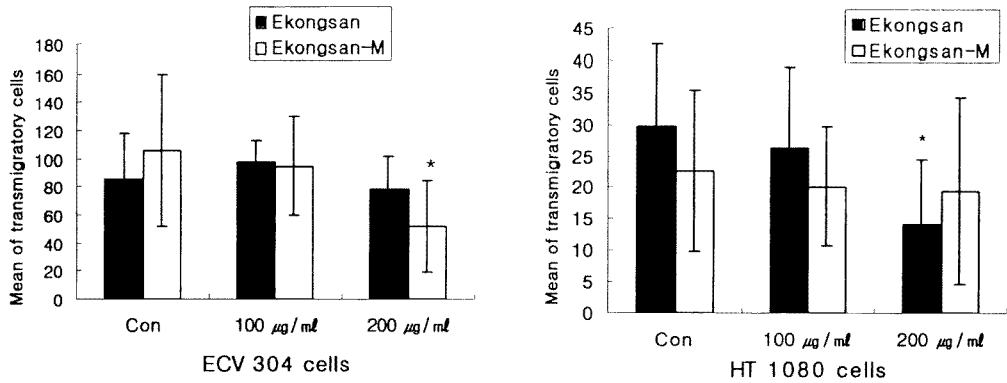 Ekongsan
Ekongsan-M
Mean of transmigratory cells
180
160
140
120
100
80
60
40
20
0
*
Con
100 μg/㎖
200 μg/㎖
ECV 304 cells
Ekongsan
Ekongsan-M
Mean of transmigratory cells
45
40
35
30
25
20
15
10
5
0
*
Con
100 μg/㎖
200 μg/㎖
HT 1080 cells